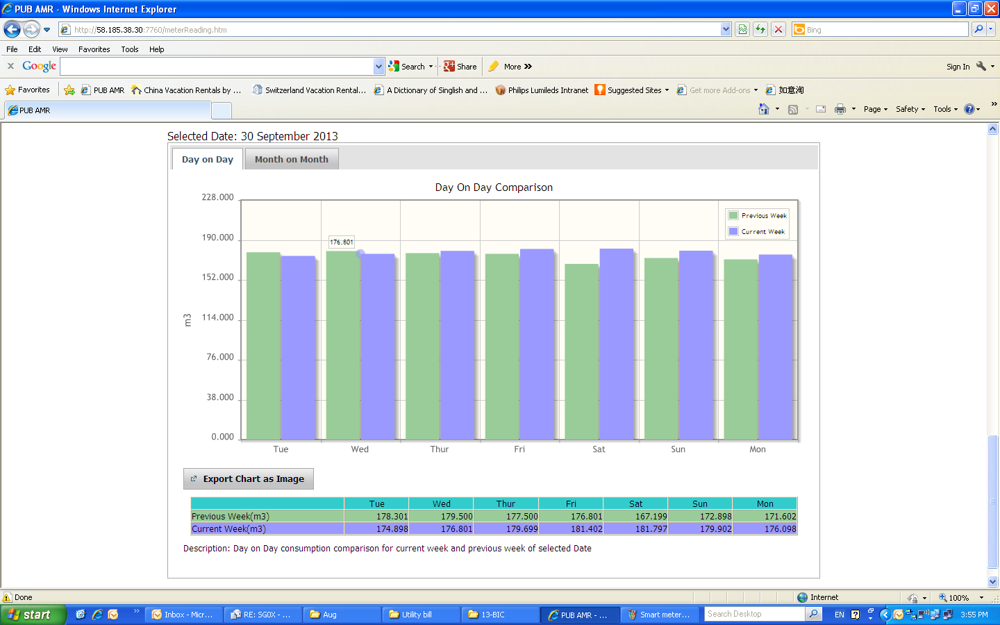 PUB AMR - Windows Internet Explorer
http://58.185.38.30:7760/meterReading.htm
Bing
File Edit View Favorites Tools Help
x Google Search Share More » Sign In
Favorites PUB AMR China Vacation Rentals by ... Switzerland Vacation Rental... A Dictionary of Singlish and ... Philips Lumileds Intranet Suggested Sites Get more Add-ons 如意淘
PUB AMR Page Safety Tools »
Selected Date: 30 September 2013
Day on Day Month on Month
Day On Day Comparison
228.000
190.000
152.000
114.000
76.000
38.000
0.000
m3
176.801
Previous Week
Current Week
Tue Wed Thur Fri Sat Sun Mon
Export Chart as Image
Tue Wed Thur Fri Sat Sun Mon
Previous Week(m3) 178.301 179.500 177.500 176.801 167.199 172.898 171.602
Current Week(m3) 174.898 176.801 179.699 181.402 181.797 179.902 176.098
Description: Day on Day consumption comparison for current week and previous week of selected Date
Done Internet 100%
start » Inbox - Micr... RE: SG0X - ... Aug Utility bill 13-BIC PUB AMR - ... Smart meter... Search Desktop EN 3:55 PM